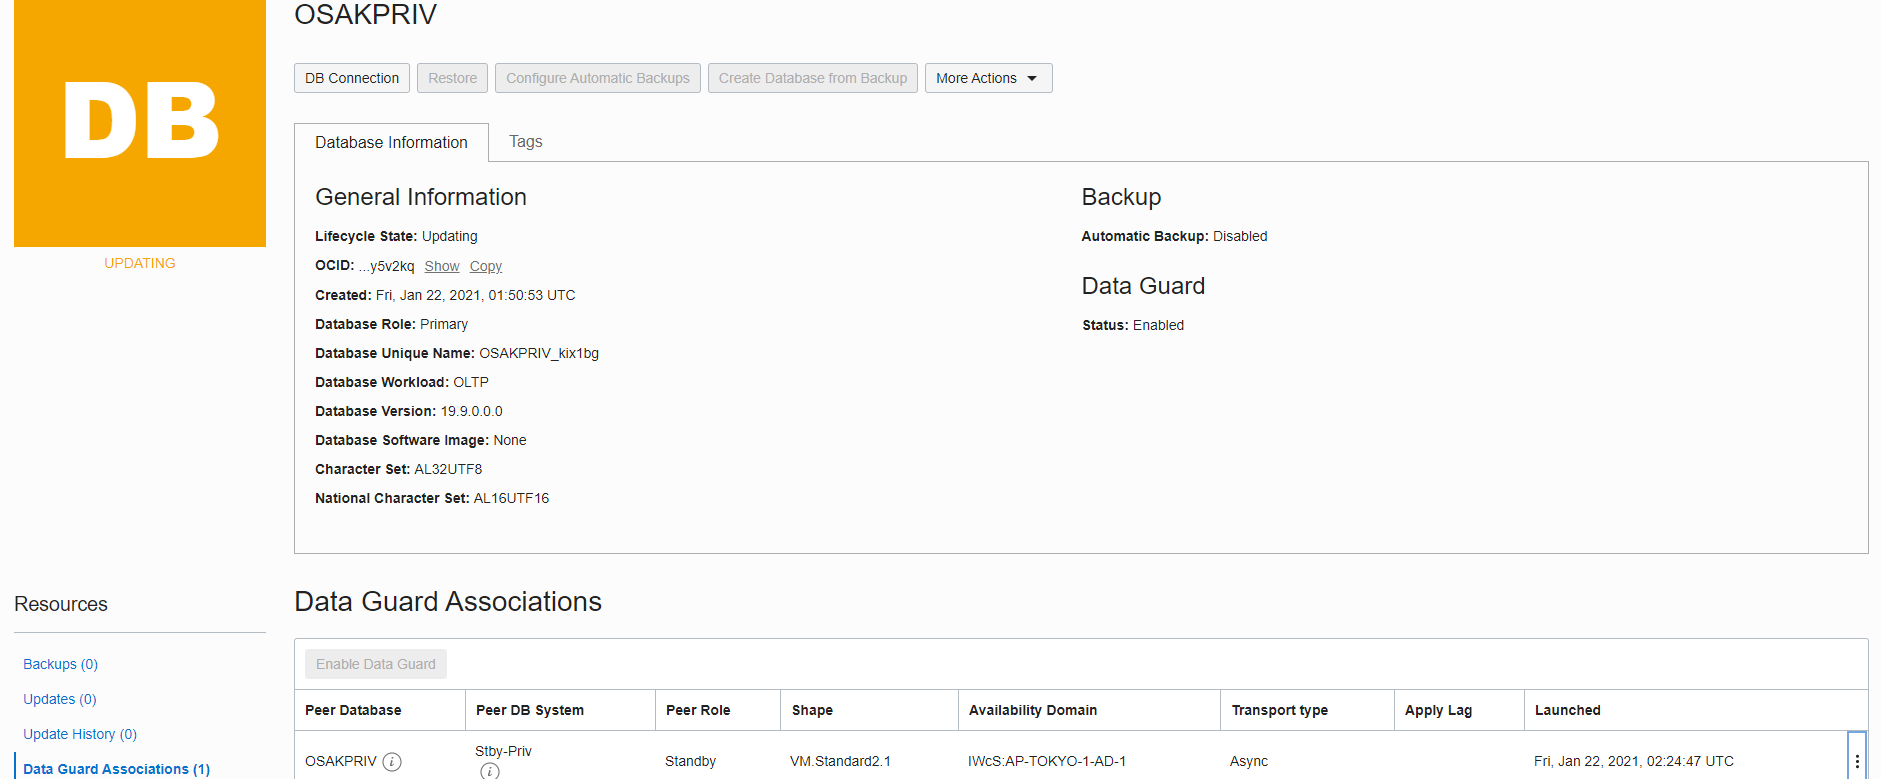 OSAKPRIV
DB
UPDATING
DB Connection Restore Configure Automatic Backups Create Database from Backup More Actions
Database Information Tags
General Information
Lifecycle State: Updating
OCID: ...y5v2kq Show Copy
Created: Fri, Jan 22, 2021, 01:50:53 UTC
Database Role: Primary
Database Unique Name: OSAKPRIV_kix1bg
Database Workload: OLTP
Database Version: 19.9.0.0.0
Database Software Image: None
Character Set: AL32UTF8
National Character Set: AL16UTF16
Backup
Automatic Backup: Disabled
Data Guard
Status: Enabled
Resources
Backups (0)
Updates (0)
Update History (0)
Data Guard Associations (1)
Data Guard Associations
Enable Data Guard
Peer Database Peer DB System Peer Role Shape Availability Domain Transport type Apply Lag Launched
OSAKPRIV Stby-Priv Standby VM.Standard2.1 IWcS:AP-TOKYO-1-AD-1 Async Fri, Jan 22, 2021, 02:24:47 UTC